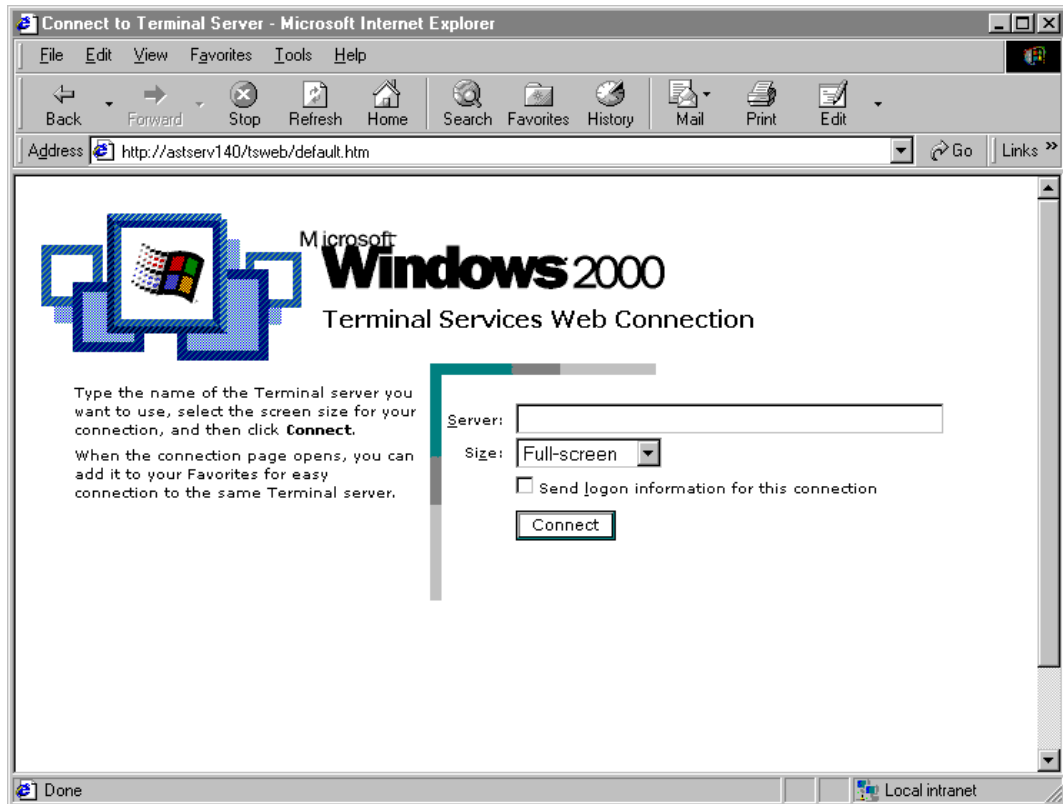 Connect to Terminal Server - Microsoft Internet Explorer
File Edit View Favorites Tools Help
Back Forward Stop Refresh Home Search Favorites History Mail Print Edit
Address http://astserv140/tsweb/default.htm Go Links »
Microsoft
Windows 2000
Terminal Services Web Connection
Type the name of the Terminal server you
want to use, select the screen size for your
connection, and then click Connect.
When the connection page opens, you can
add it to your Favorites for easy
connection to the same Terminal server.
Server:
Size: Full-screen
Send logon information for this connection
Connect
Done Local intranet